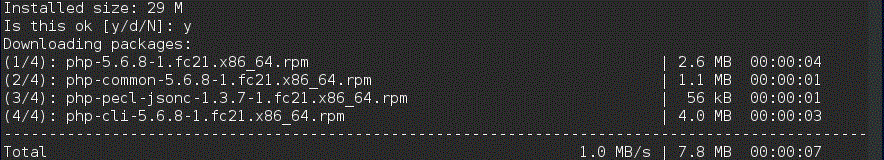 Installed size: 29 M
Is this ok [y/d/N]: y
Downloading packages:
(1/4): php-5.6.8-1.fc21.x86_64.rpm | 2.6 MB 00:00:04
(2/4): php-common-5.6.8-1.fc21.x86_64.rpm | 1.1 MB 00:00:01
(3/4): php-pecl-jsonc-1.3.7-1.fc21.x86_64.rpm | 56 kB 00:00:01
(4/4): php-cli-5.6.8-1.fc21.x86_64.rpm | 4.0 MB 00:00:03
--------------------------------------------------------------------------------
Total 1.0 MB/s | 7.8 MB 00:00:07